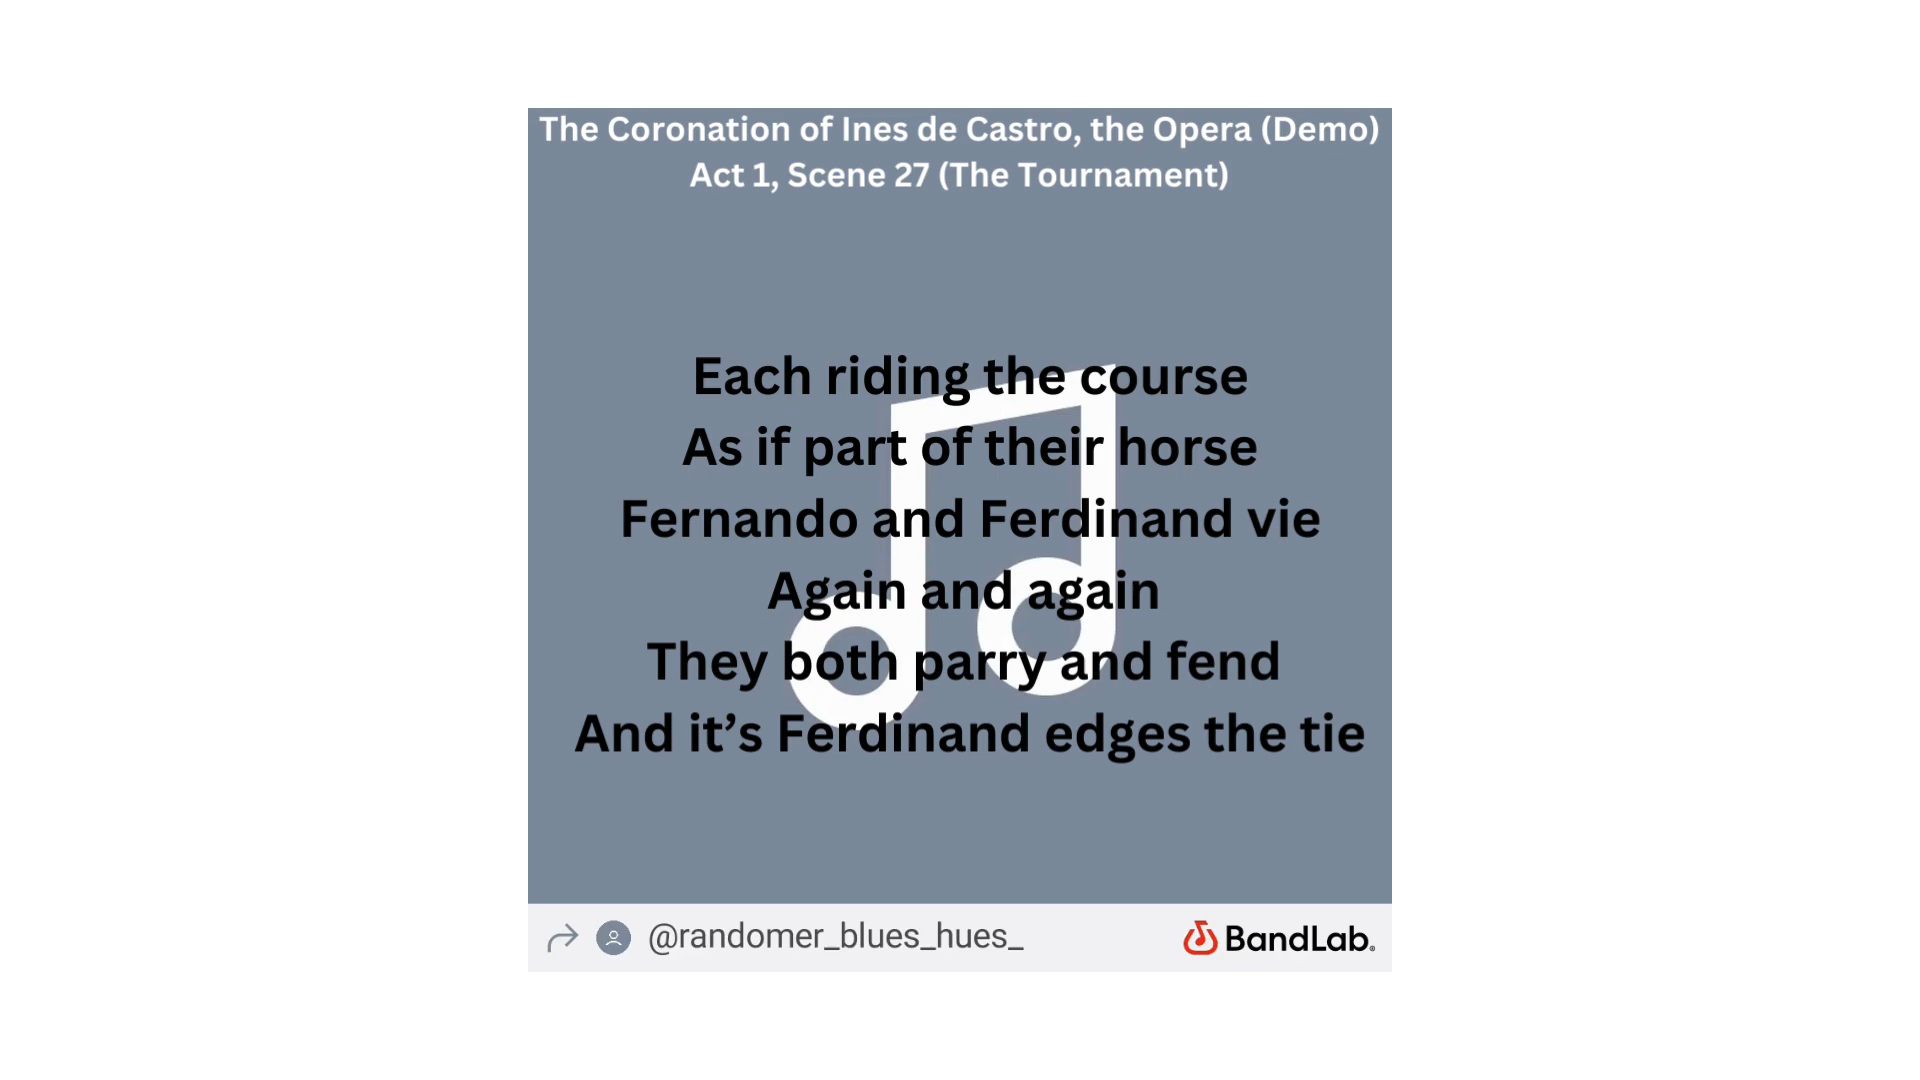 The Coronation of Ines de Castro, the Opera (Demo)
Act 1, Scene 27 (The Tournament)
Each riding the course
As if part of their horse
Fernando and Ferdinand vie
Again and again
They both parry and fend
And it’s Ferdinand edges the tie
@randomer_blues_hues_
BandLab®